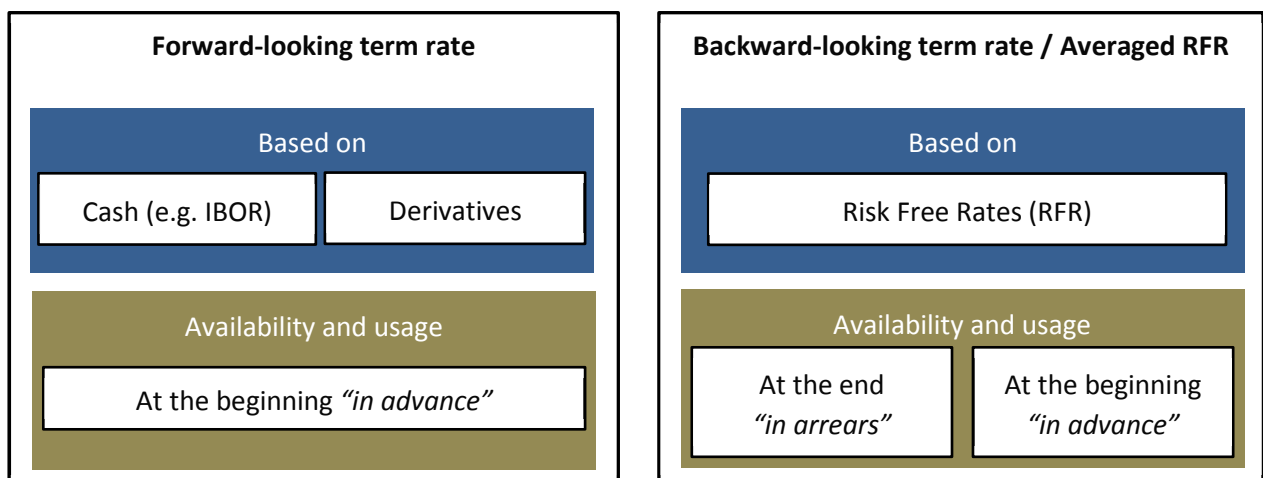 Forward-looking term rate
Based on
Cash (e.g. IBOR)
Derivatives
Availability and usage
At the beginning “in advance”
Backward-looking term rate / Averaged RFR
Based on
Risk Free Rates (RFR)
Availability and usage
At the end
“in arrears”
At the beginning
“in advance”